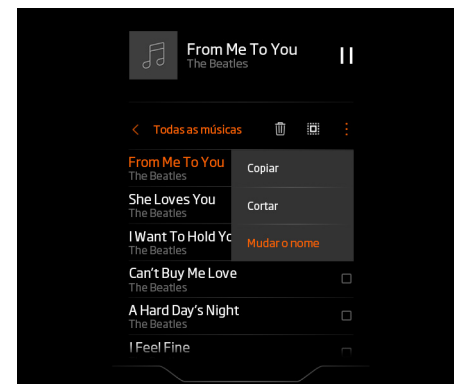 From Me To You
The Beatles
Todas as músicas
From Me To You
The Beatles
Copiar
She Loves You
The Beatles
Cortar
I Want To Hold Yo
The Beatles
Mudar o nome
Can't Buy Me Love
The Beatles
A Hard Day's Night
The Beatles
I Feel Fine